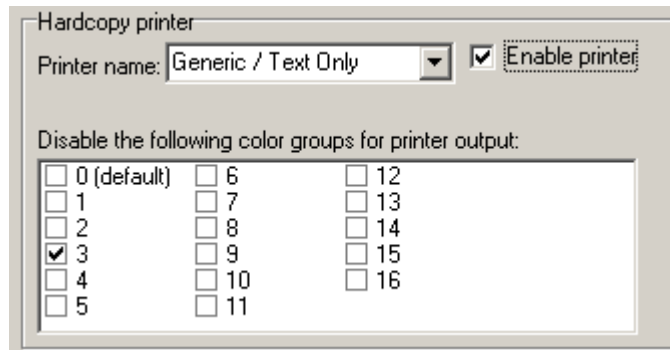 Hardcopy printer
Printer name: Generic / Text Only Enable printer
Disable the following color groups for printer output:
0 (default) 6 12
1 7 13
2 8 14
3 9 15
4 10 16
5 11